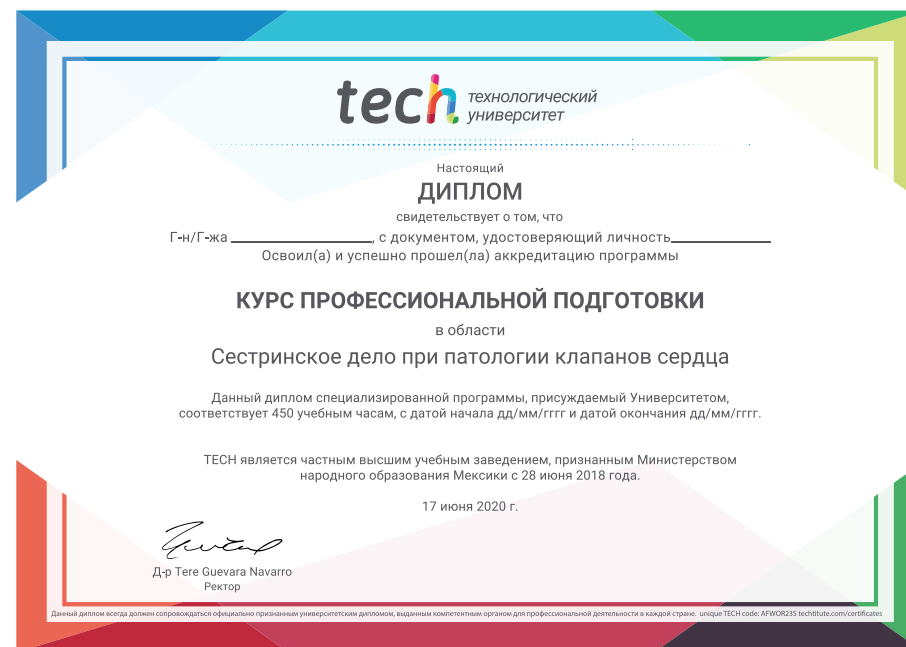 tech технологический
университет
Настоящий
ДИПЛОМ
свидетельствует о том, что
Г-н/Г-жа ____________, с документом, удостоверяющий личность____________
Освоил(а) и успешно прошел(ла) аккредитацию программы
КУРС ПРОФЕССИОНАЛЬНОЙ ПОДГОТОВКИ
в области
Сестринское дело при патологии клапанов сердца
Данный диплом специализированной программы, присуждаемый Университетом,
соответствует 450 учебным часам, с датой начала дд/мм/гггг и датой окончания дд/мм/гггг.
TECH является частным высшим учебным заведением, признанным Министерством
народного образования Мексики с 28 июня 2018 года.
17 июня 2020 г.
Д-р Tere Guevara Navarro
Ректор
Данный диплом всегда должен сопровождаться официально признанным университетским дипломом, выданным компетентным органом для профессиональной деятельности в каждой стране. unique TECH code: AFWOR23S techtitute.com/certificates